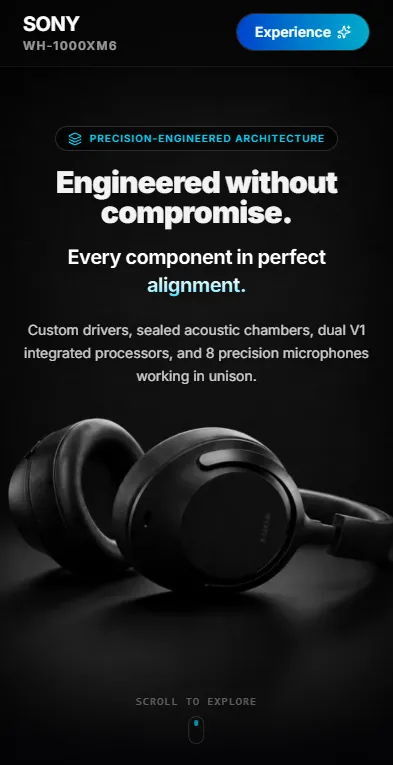 SONY
WH-1000XM6
Experience
PRECISION-ENGINEERED ARCHITECTURE
Engineered without
compromise.
Every component in perfect
alignment.
Custom drivers, sealed acoustic chambers, dual V1
integrated processors, and 8 precision microphones
working in unison.
SONY
SCROLL TO EXPLORE